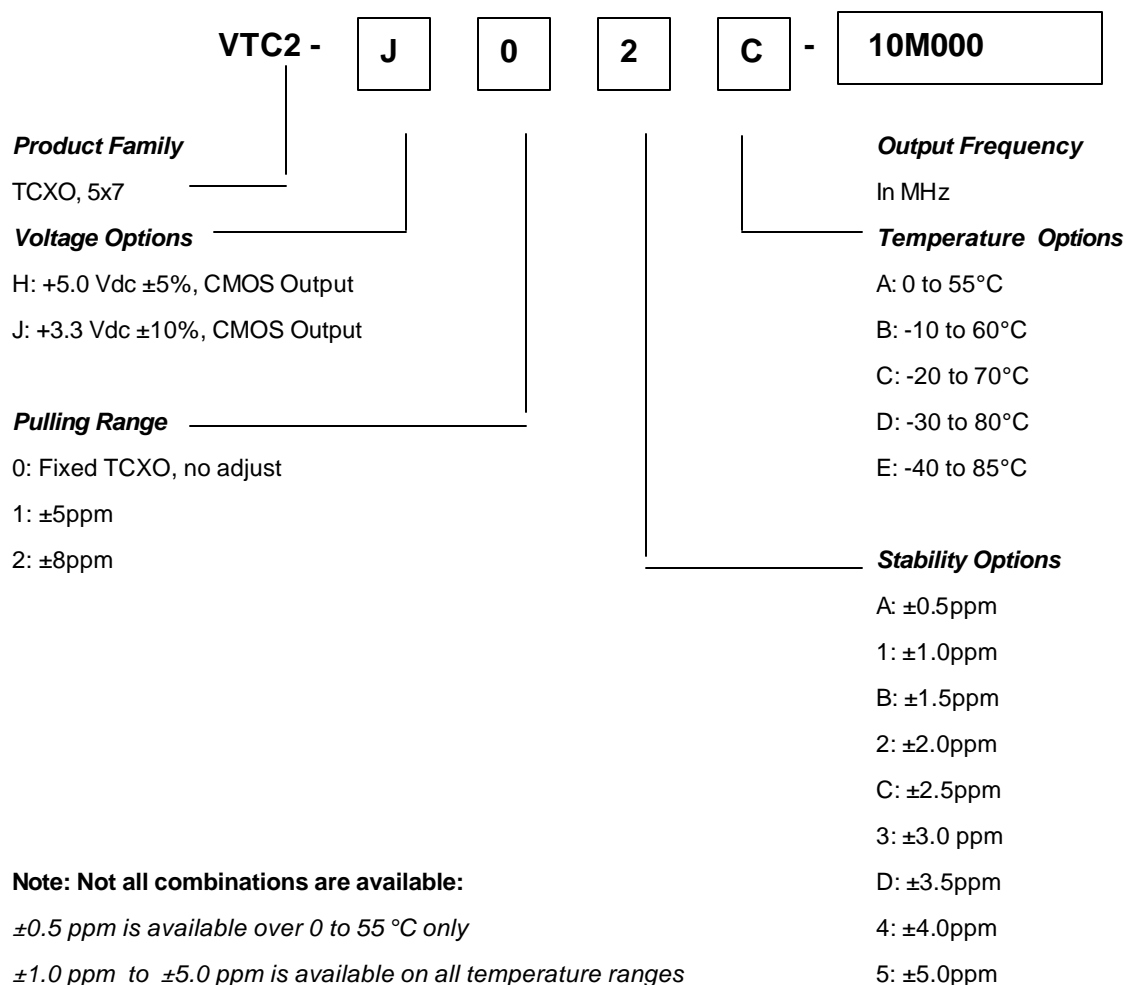 VTC2 - J 0 2 C - 10M000
Product Family
TCXO, 5x7
Voltage Options
H: +5.0 Vdc ±5%, CMOS Output
J: +3.3 Vdc ±10%, CMOS Output
Pulling Range
0: Fixed TCXO, no adjust
1: ±5ppm
2: ±8ppm
Output Frequency
In MHz
Temperature Options
A: 0 to 55°C
B: -10 to 60°C
C: -20 to 70°C
D: -30 to 80°C
E: -40 to 85°C
Stability Options
A: ±0.5ppm
1: ±1.0ppm
B: ±1.5ppm
2: ±2.0ppm
C: ±2.5ppm
3: ±3.0 ppm
D: ±3.5ppm
4: ±4.0ppm
5: ±5.0ppm
Note: Not all combinations are available:
±0.5 ppm is available over 0 to 55 °C only
±1.0 ppm to ±5.0 ppm is available on all temperature ranges